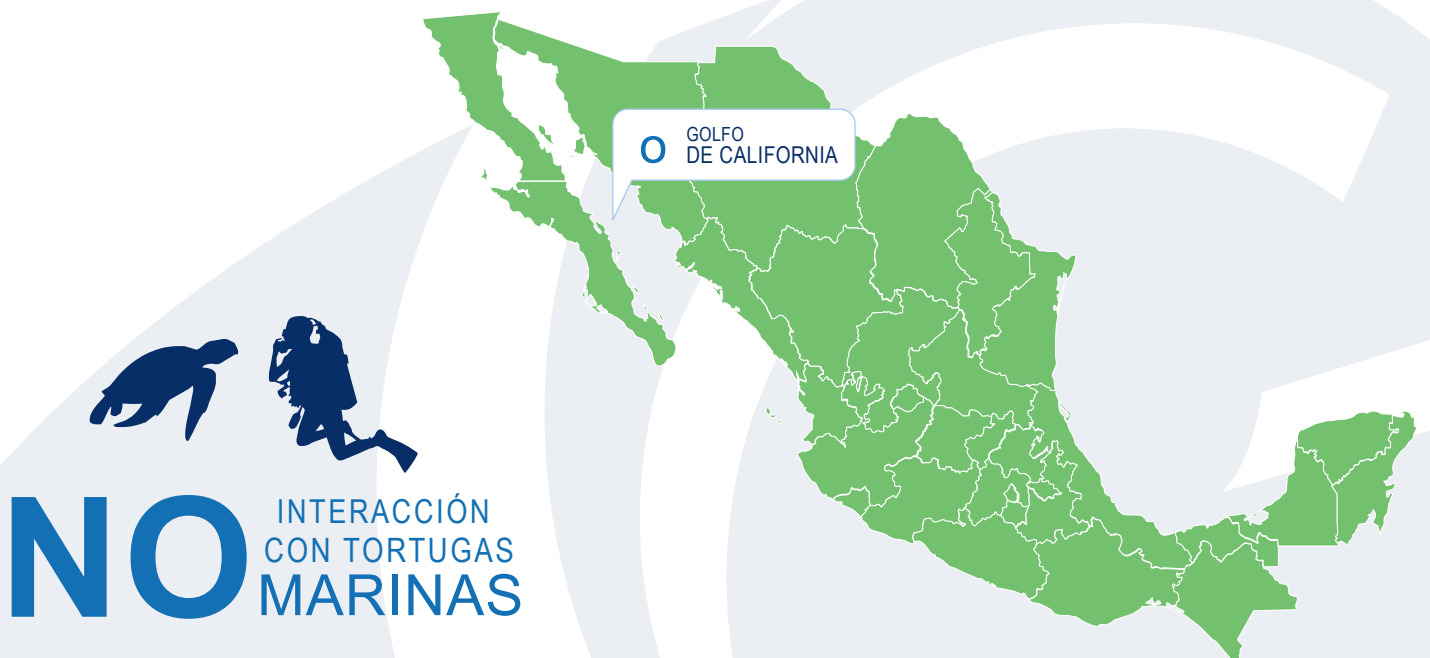 O GOLFO
DE CALIFORNIA
NO INTERACCIÓN
CON TORTUGAS
MARINAS